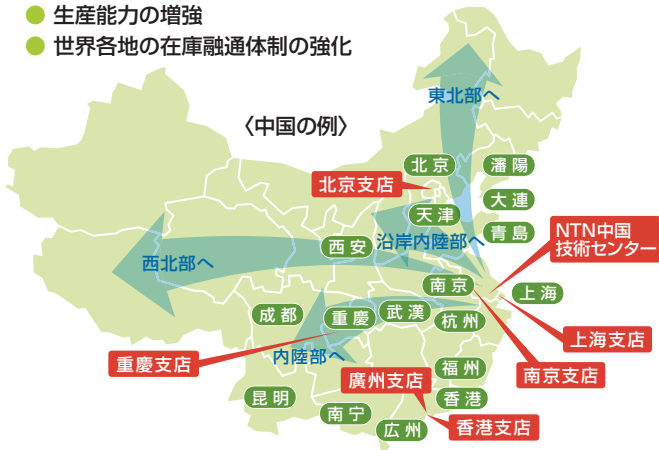 生産能力の増強
世界各地の在庫融通体制の強化
〈中国の例〉
東北部へ
北京
瀋陽
北京支店
大連
天津
青島
NTN中国
技術センター
沿岸内陸部へ
西安
西北部へ
南京
上海
成都
重慶
武漢
杭州
上海支店
内陸部へ
重慶支店
福州
南京支店
廣州支店
昆明
香港
南宁
広州
香港支店